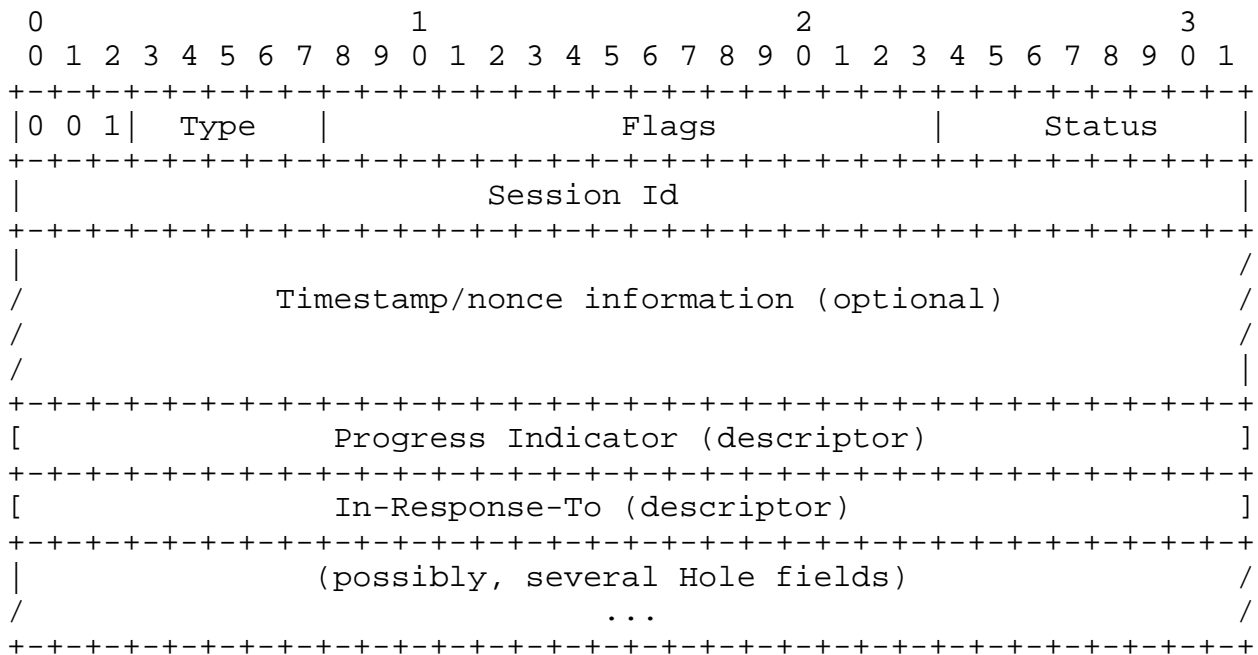 0                   1                   2                   3
 0 1 2 3 4 5 6 7 8 9 0 1 2 3 4 5 6 7 8 9 0 1 2 3 4 5 6 7 8 9 0 1
+-+-+-+-+-+-+-+-+-+-+-+-+-+-+-+-+-+-+-+-+-+-+-+-+-+-+-+-+-+-+-+-+
|0 0 1|  Type   |               Flags           |     Status    |
+-+-+-+-+-+-+-+-+-+-+-+-+-+-+-+-+-+-+-+-+-+-+-+-+-+-+-+-+-+-+-+-+
|                        Session Id                             |
+-+-+-+-+-+-+-+-+-+-+-+-+-+-+-+-+-+-+-+-+-+-+-+-+-+-+-+-+-+-+-+-+
|                                                               /
/             Timestamp/nonce information (optional)            /
/                                                               /
/                                                               |
+-+-+-+-+-+-+-+-+-+-+-+-+-+-+-+-+-+-+-+-+-+-+-+-+-+-+-+-+-+-+-+-+
[                Progress Indicator (descriptor)                ]
+-+-+-+-+-+-+-+-+-+-+-+-+-+-+-+-+-+-+-+-+-+-+-+-+-+-+-+-+-+-+-+-+
[                In-Response-To (descriptor)                    ]
+-+-+-+-+-+-+-+-+-+-+-+-+-+-+-+-+-+-+-+-+-+-+-+-+-+-+-+-+-+-+-+-+
|               (possibly, several Hole fields)                 /
/                              ...                              /
+-+-+-+-+-+-+-+-+-+-+-+-+-+-+-+-+-+-+-+-+-+-+-+-+-+-+-+-+-+-+-+-+